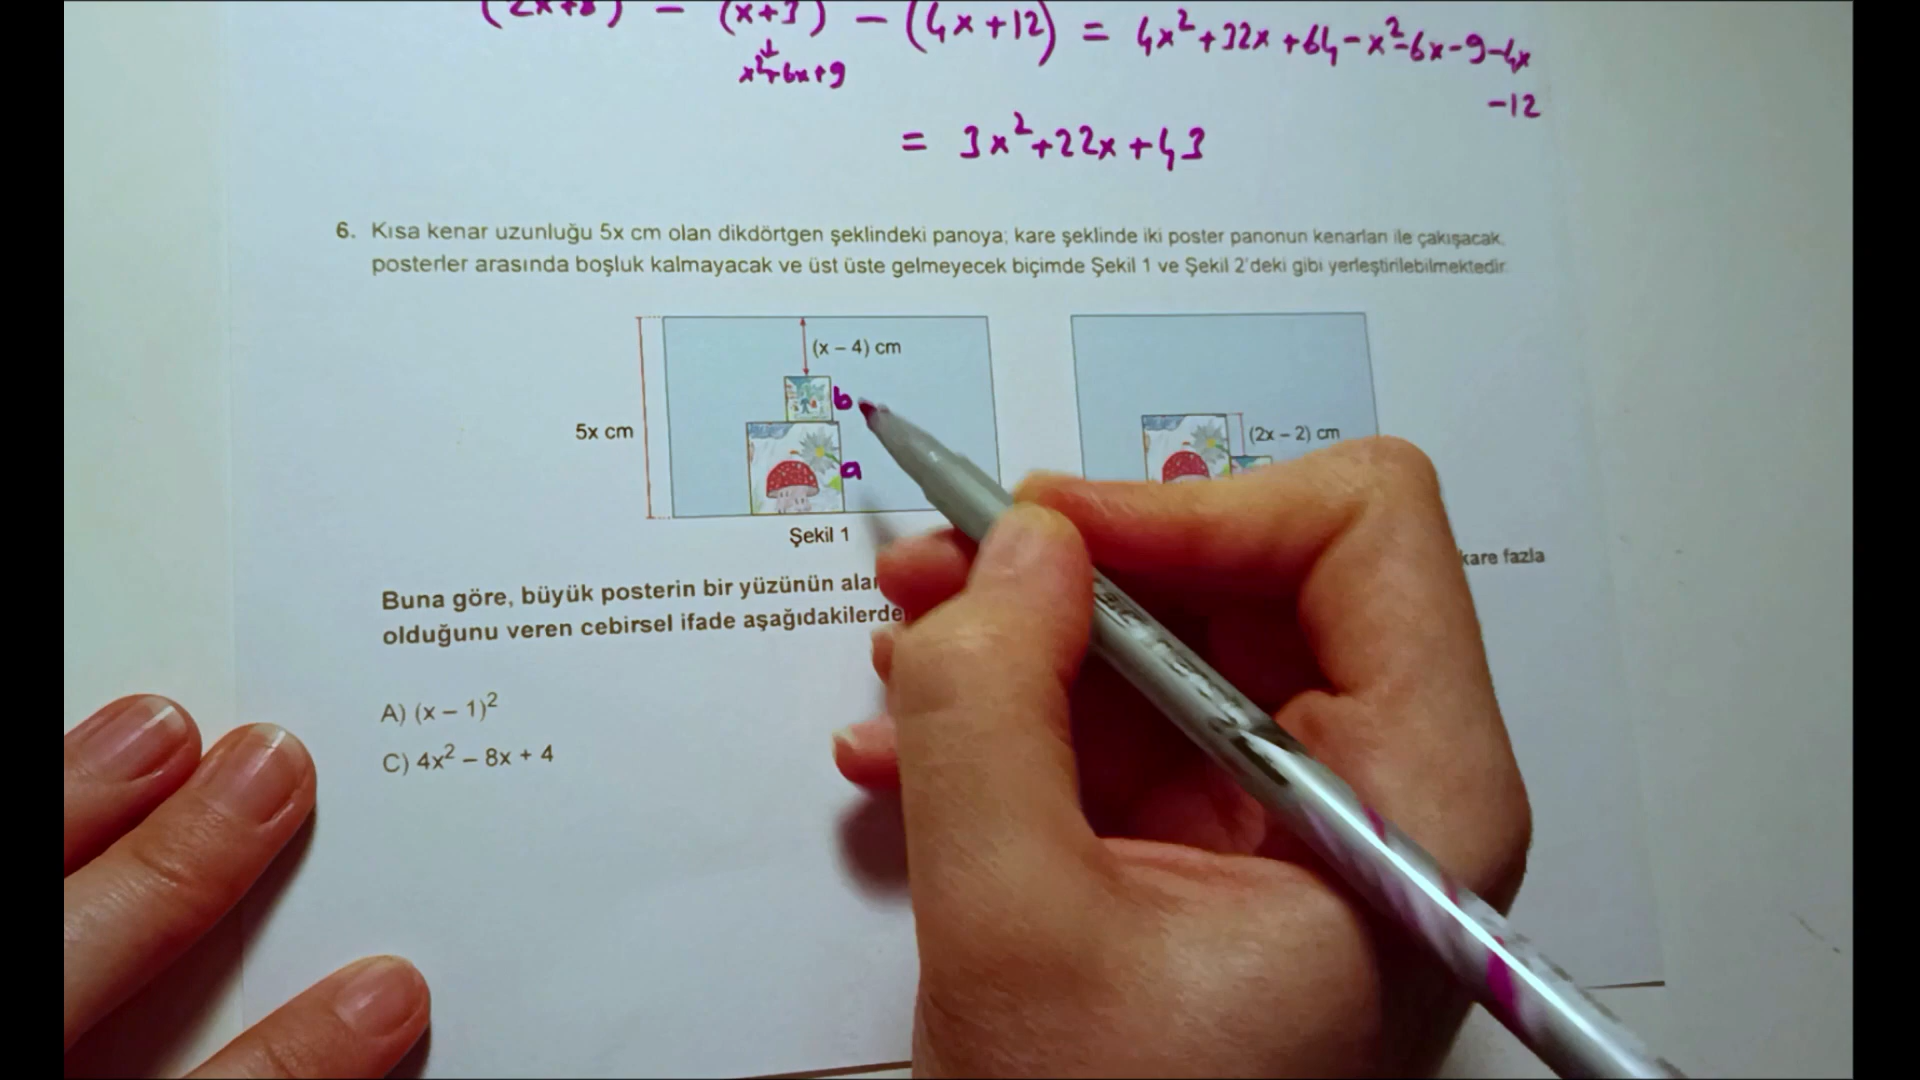 (2x+8) - (x+3) - (4x+12) = 4x²+32x+64-x²-6x-9-4x
x²+6x+9
-12
= 3x²+22x+43
6. Kısa kenar uzunluğu 5x cm olan dikdörtgen şeklindeki panoya; kare şeklinde iki poster panonun kenarları ile çakışacak,
posterler arasında boşluk kalmayacak ve üst üste gelmeyecek biçimde Şekil 1 ve Şekil 2'deki gibi yerleştirilebilmektedir.
(x – 4) cm
b
5x cm
(2x – 2) cm
a
Şekil 1
kare fazla
Buna göre, büyük posterin bir yüzünün
olduğunu veren cebirsel ifade
A) (x – 1)²
C) 4x² – 8x + 4